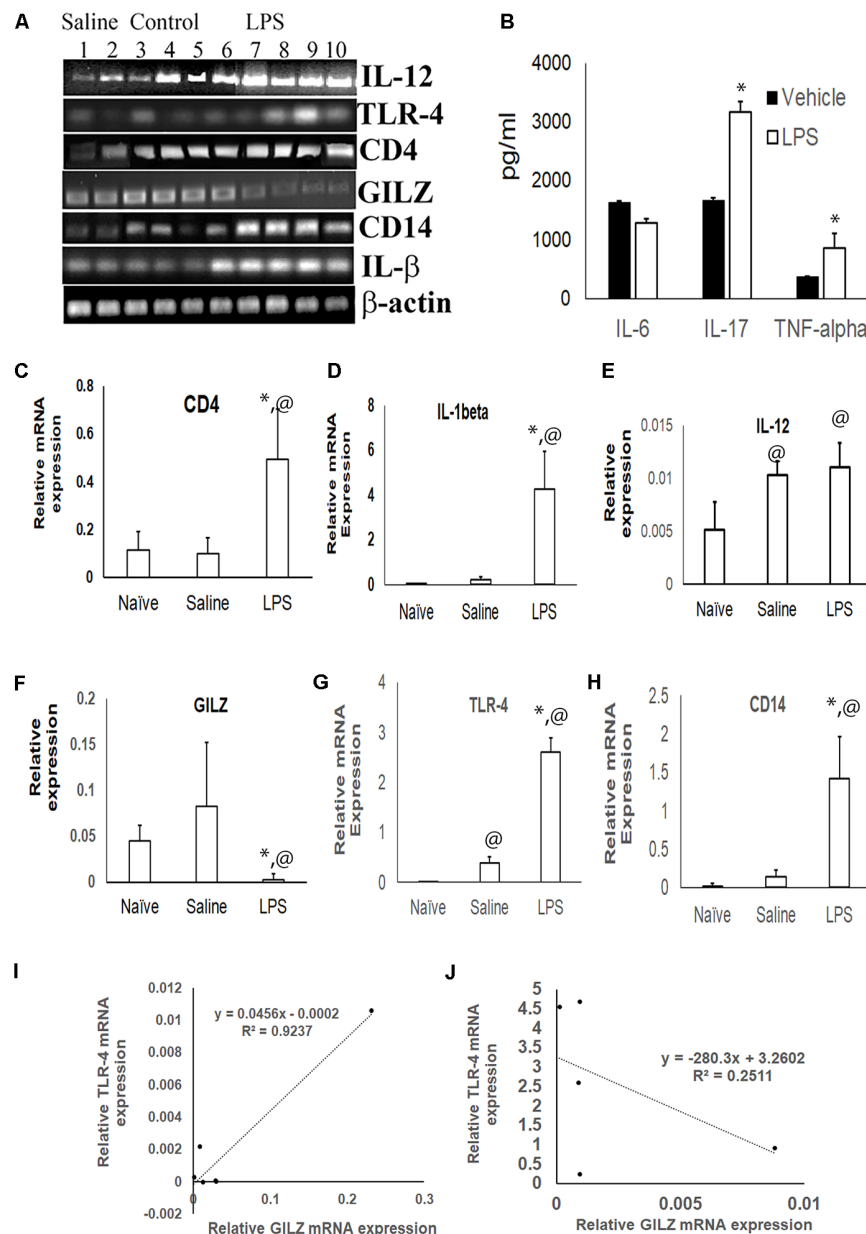 A
Saline Control LPS
1 2 3 4 5 6 7 8 9 10
IL-12
TLR-4
CD4
GILZ
CD14
IL-β
β-actin
B
4000
3000
2000
1000
0
pg/ml
*
*
Vehicle
LPS
IL-6 IL-17 TNF-alpha
C
0.8
0.6
0.4
0.2
0
Relative mRNA
expression
CD4
*,@
Naïve Saline LPS
D
8
6
4
2
0
Relative mRNA
Expression
IL-1beta
*,@
Naïve Saline LPS
E
0.015
0.01
0.005
0
Relative
expression
IL-12
@
@
Naïve Saline LPS
F
0.2
0.15
0.1
0.05
0
Relative
expression
GILZ
*,@
Naïve Saline LPS
G
4
3
2
1
0
Relative mRNA
Expression
TLR-4
@
*,@
Naïve Saline LPS
H
2.5
2
1.5
1
0.5
0
Relative mRNA
Expression
CD14
*,@
Naïve Saline LPS
I
0.012
0.01
0.008
0.006
0.004
0.002
0
-0.002
Relative TLR-4 mRNA
expression
y = 0.0456x - 0.0002
R² = 0.9237
0 0.1 0.2 0.3
Relative GILZ mRNA expression
J
5
4.5
4
3.5
3
2.5
2
1.5
1
0.5
0
Relative TLR-4 mRNA
expression
y = -280.3x + 3.2602
R² = 0.2511
0 0.005 0.01
Relative GILZ mRNA expression